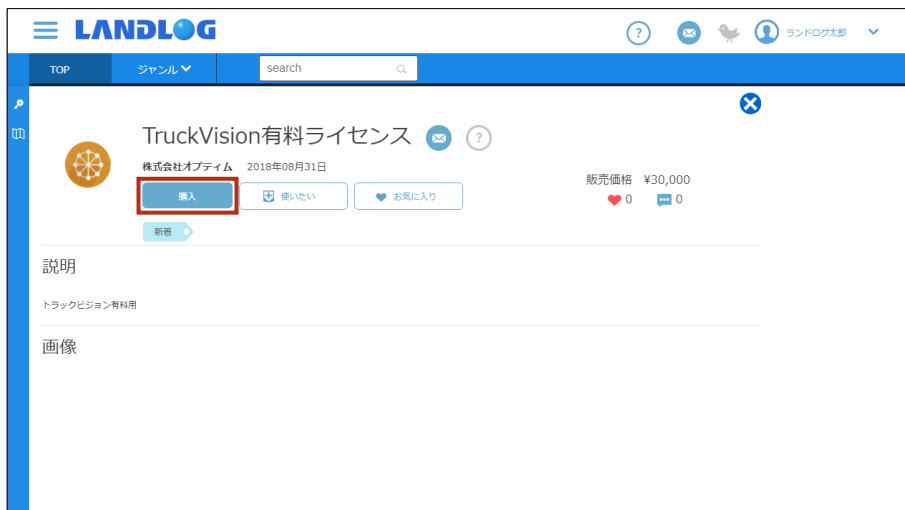 LANDLOG
? ランドログ太郎
TOP ジャンル search
TruckVision有料ライセンス ?
株式会社オプティム 2018年08月31日
販売価格 ¥30,000
購入 使いたい お気に入り
0 0
新着
説明
トラックビジョン有料用
画像